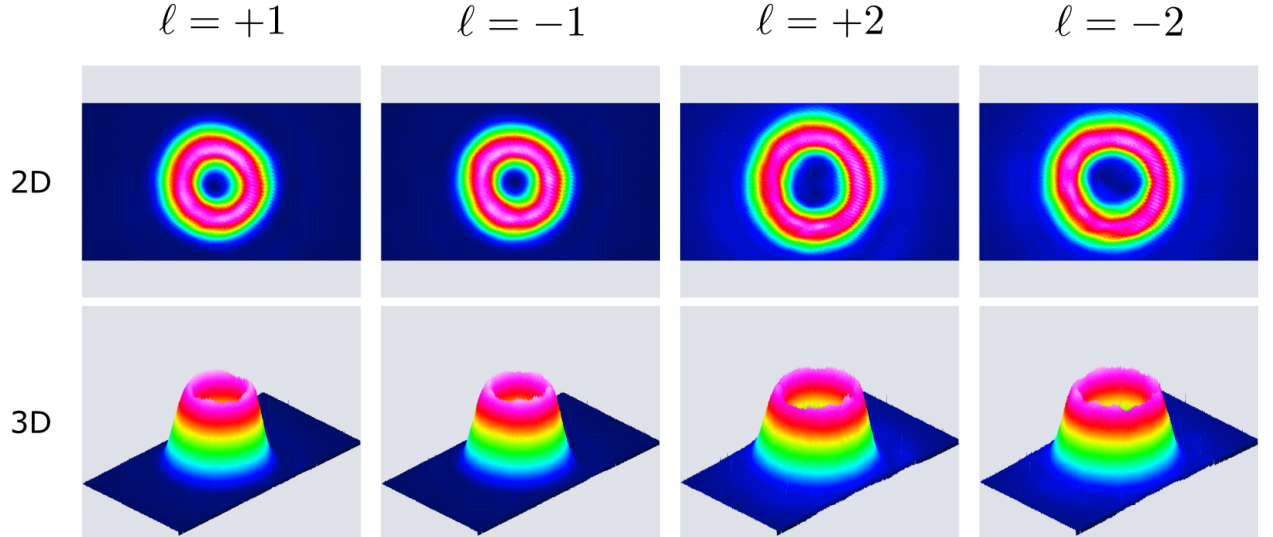 ℓ = +1 ℓ = −1 ℓ = +2 ℓ = −2
2D
3D